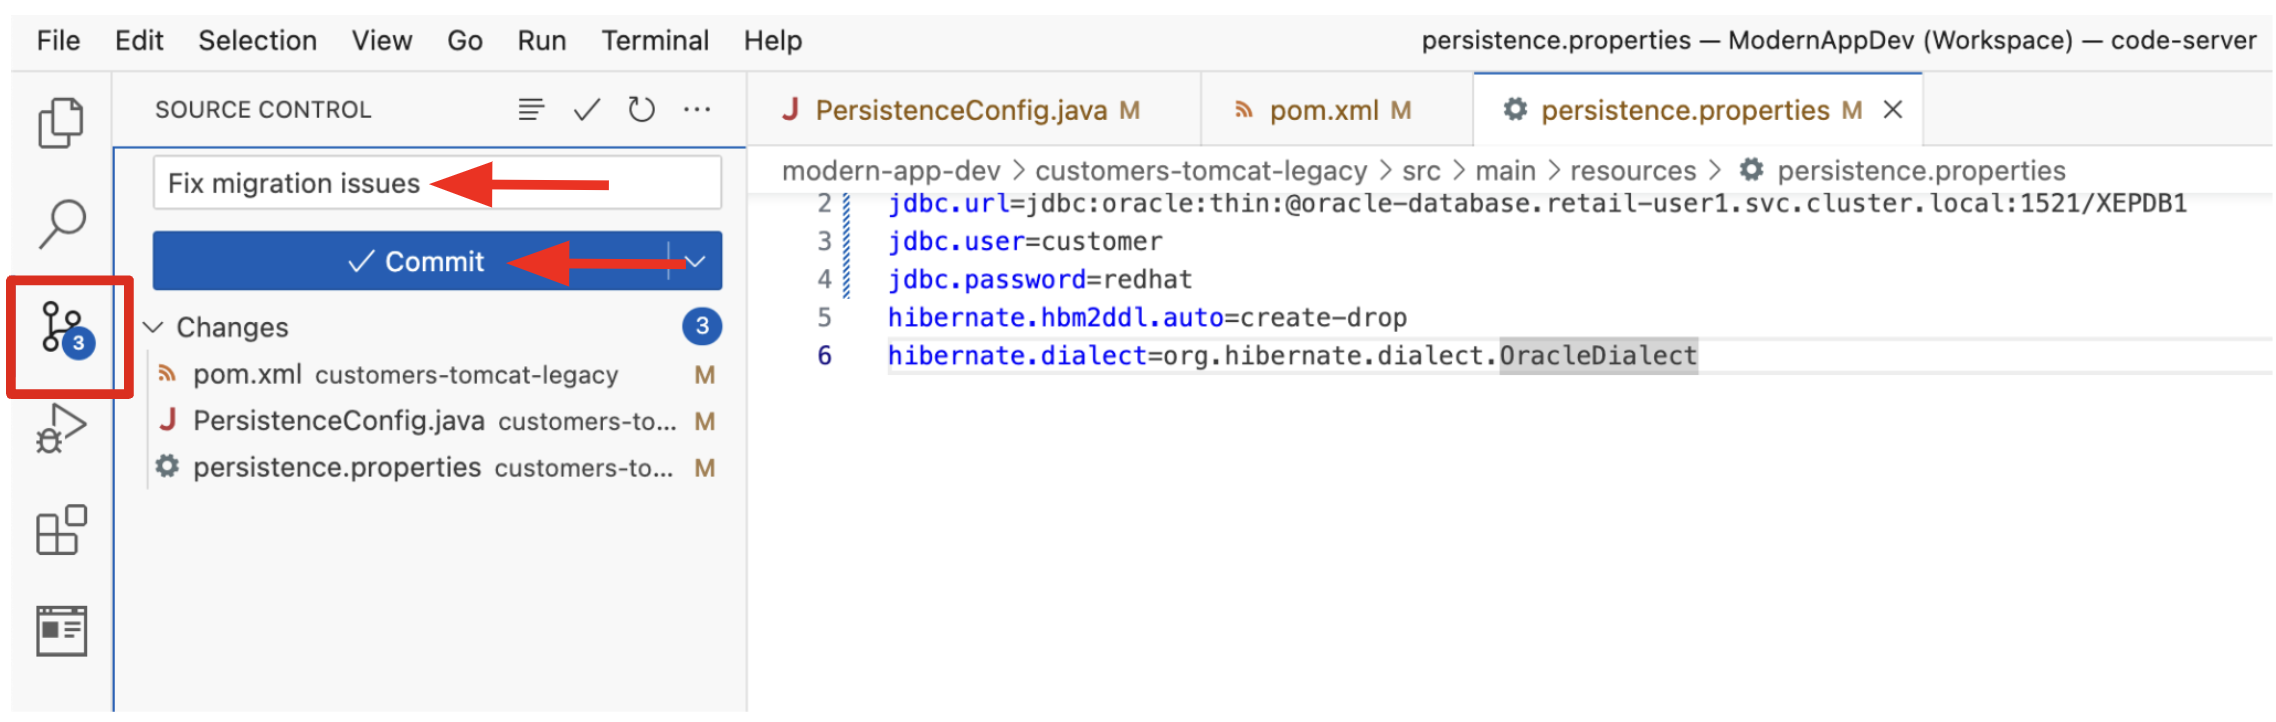 File Edit Selection View Go Run Terminal Help
persistence.properties — ModernAppDev (Workspace) — code-server
SOURCE CONTROL
Fix migration issues
Commit
Changes 3
3
pom.xml customers-tomcat-legacy M
PersistenceConfig.java customers-to... M
persistence.properties customers-to... M
PersistenceConfig.java M
pom.xml M
persistence.properties M
modern-app-dev > customers-tomcat-legacy > src > main > resources > persistence.properties
2 jdbc.url=jdbc:oracle:thin:@oracle-database.retail-user1.svc.cluster.local:1521/XEPDB1
3 jdbc.user=customer
4 jdbc.password=redhat
5 hibernate.hbm2ddl.auto=create-drop
6 hibernate.dialect=org.hibernate.dialect.OracleDialect